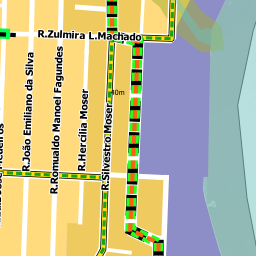 R.Zulmira L.Machado
40m
R.João Emiliano da Silva
R.Romualdo Manoel Fagundes
R.Hercília Moser
R.Silvestro Moser